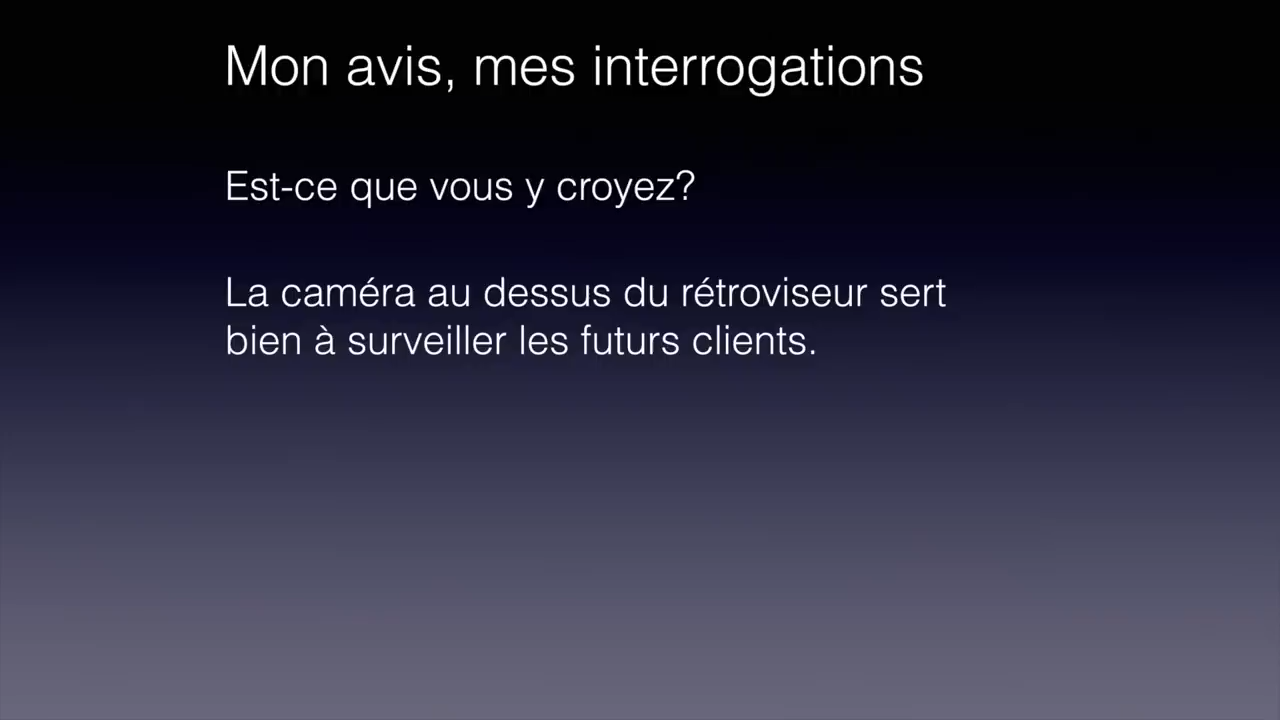 Mon avis, mes interrogations
Est-ce que vous y croyez?
La caméra au dessus du rétroviseur sert
bien à surveiller les futurs clients.